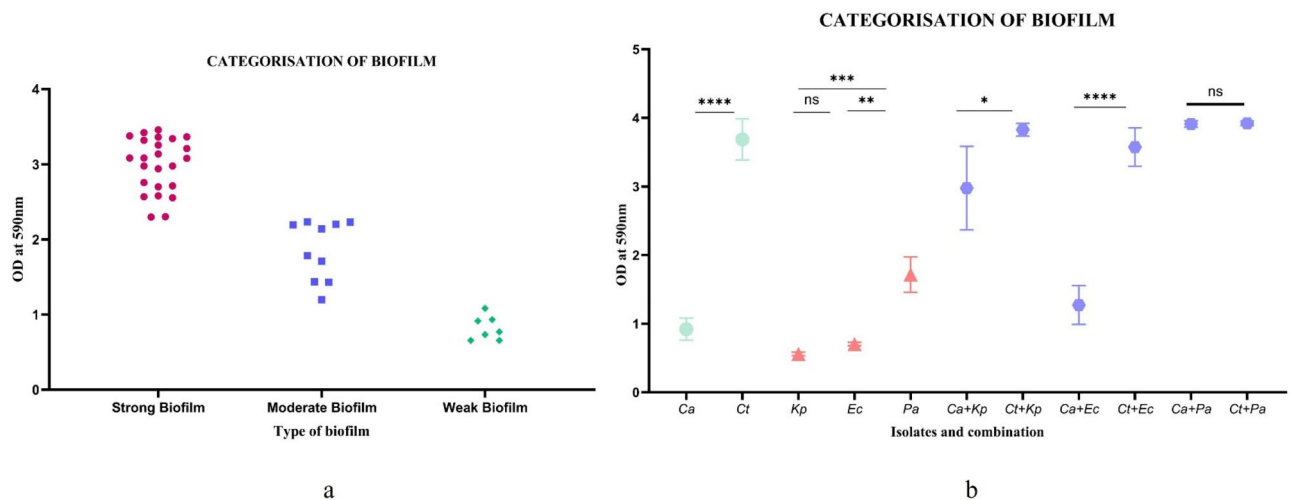 CATEGORISATION OF BIOFILM
OD at 590nm
4
3
2
1
0
Strong Biofilm Moderate Biofilm Weak Biofilm
Type of biofilm
a
CATEGORISATION OF BIOFILM
OD at 590nm
5
4
3
2
1
0
**** ns *** ** * **** ns
Ca Ct Kp Ec Pa Ca+Kp Ct+Kp Ca+Ec Ct+Ec Ca+Pa Ct+Pa
Isolates and combination
b